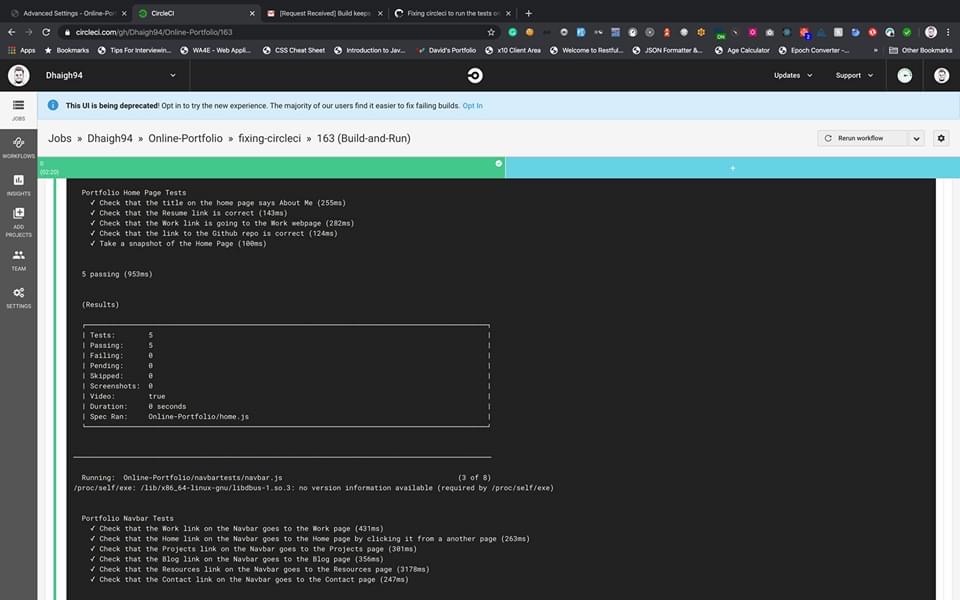 Advanced Settings - Online-Por
CircleCI
[Request Received] Build keeps
Fixing circleci to run the tests on
circleci.com/gh/Dhaigh94/Online-Portfolio/163
Apps
Bookmarks
Tips For Interviewin...
WA4E - Web Appli...
CSS Cheat Sheet
Introduction to Jav...
David's Portfolio
x10 Client Area
Welcome to Restful...
JSON Formatter &...
Age Calculator
Epoch Converter -...
»
Other Bookmarks
Dhaigh94
Updates
Support
JOBS
WORKFLOWS
INSIGHTS
ADD
PROJECTS
TEAM
SETTINGS
This UI is being deprecated! Opt in to try the new experience. The majority of our users find it easier to fix failing builds. Opt In
Jobs » Dhaigh94 » Online-Portfolio » fixing-circleci » 163 (Build-and-Run)
Rerun workflow
0
(02:20)
+
Portfolio Home Page Tests
✓ Check that the title on the home page says About Me (255ms)
✓ Check that the Resume link is correct (143ms)
✓ Check that the Work link is going to the Work webpage (282ms)
✓ Check that the link to the Github repo is correct (124ms)
✓ Take a snapshot of the Home Page (100ms)
5 passing (953ms)
(Results)
| Tests: 5 |
| Passing: 5 |
| Failing: 0 |
| Pending: 0 |
| Skipped: 0 |
| Screenshots: 0 |
| Video: true |
| Duration: 0 seconds |
| Spec Ran: Online-Portfolio/home.js |
Running: Online-Portfolio/navbartests/navbar.js (3 of 8)
/proc/self/exe: /lib/x86_64-linux-gnu/libdbus-1.so.3: no version information available (required by /proc/self/exe)
Portfolio Navbar Tests
✓ Check that the Work link on the Navbar goes to the Work page (431ms)
✓ Check that the Home link on the Navbar goes to the Home page by clicking it from a another page (263ms)
✓ Check that the Projects link on the Navbar goes to the Projects page (301ms)
✓ Check that the Blog link on the Navbar goes to the Blog page (356ms)
✓ Check that the Resources link on the Navbar goes to the Resources page (3178ms)
✓ Check that the Contact link on the Navbar goes to the Contact page (247ms)